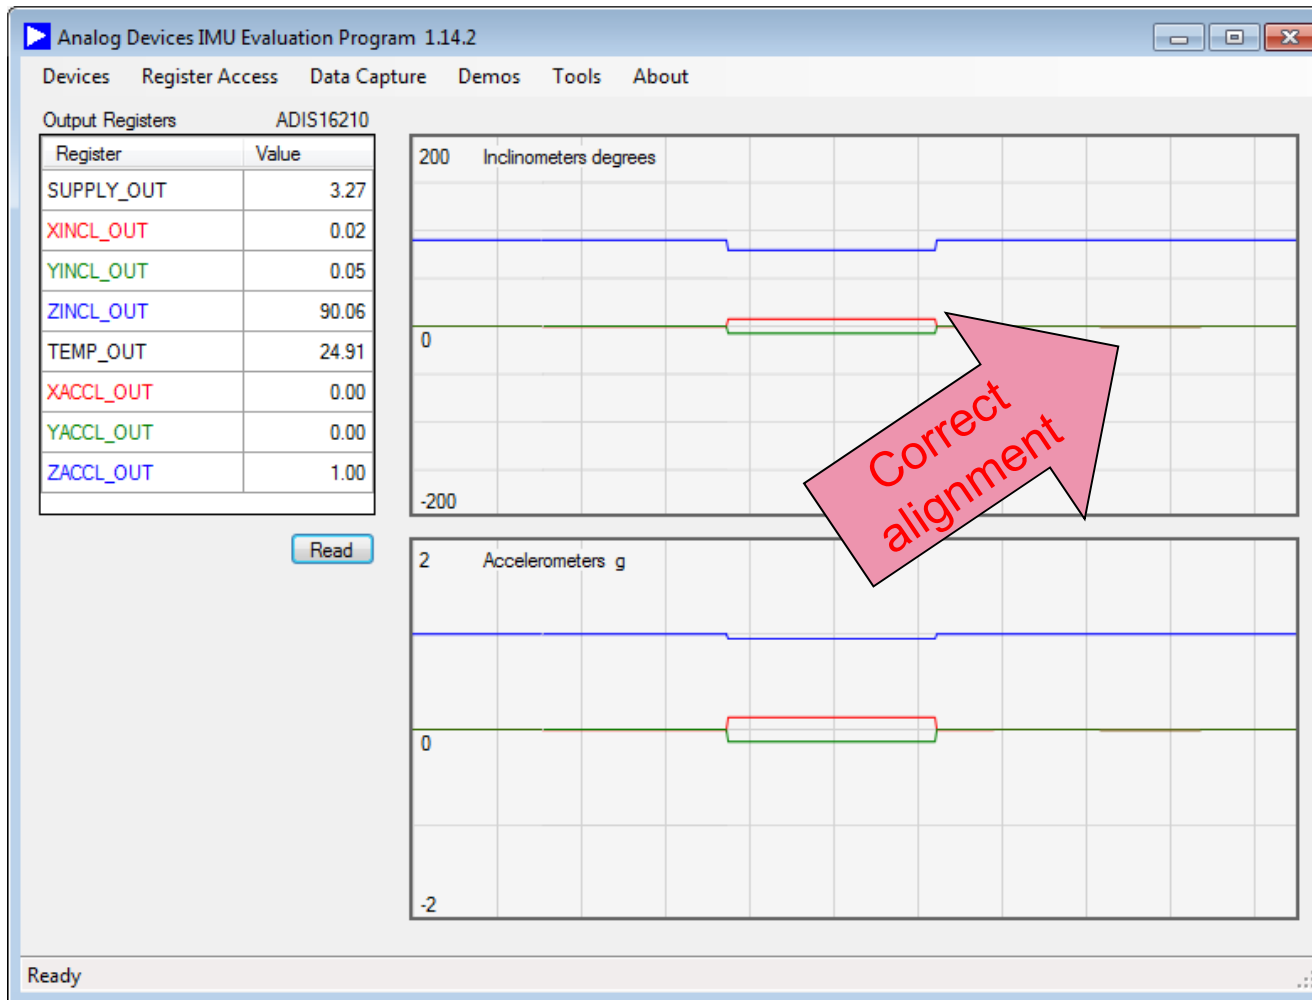 Analog Devices IMU Evaluation Program 1.14.2
Devices Register Access Data Capture Demos Tools About
Output Registers ADIS16210
Register Value
SUPPLY_OUT 3.27
XINCL_OUT 0.02
YINCL_OUT 0.05
ZINCL_OUT 90.06
TEMP_OUT 24.91
XACCL_OUT 0.00
YACCL_OUT 0.00
ZACCL_OUT 1.00
Read
200 Inclinometers degrees
0
-200
Correct
alignment
2 Accelerometers g
0
-2
Ready